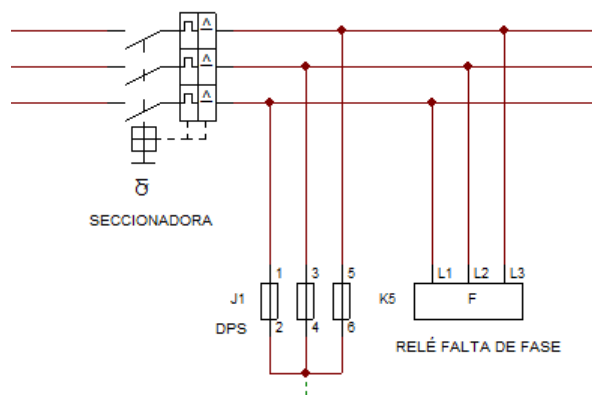 SECCIONADORA
1 3 5 L1 L2 L3
J1 K5 F
DPS 2 4 6
RELÉ FALTA DE FASE